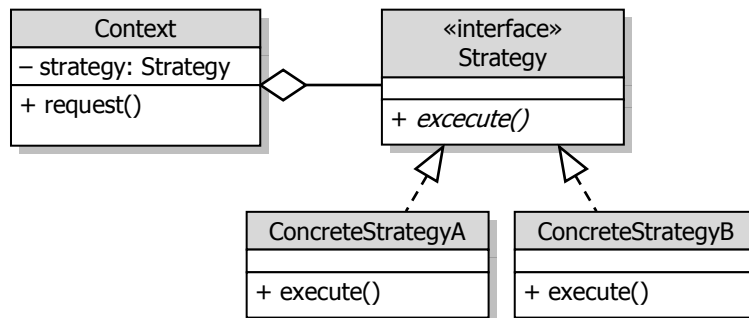 Context
– strategy: Strategy
+ request()
«interface»
Strategy
+ excecute()
ConcreteStrategyA
+ execute()
ConcreteStrategyB
+ execute()